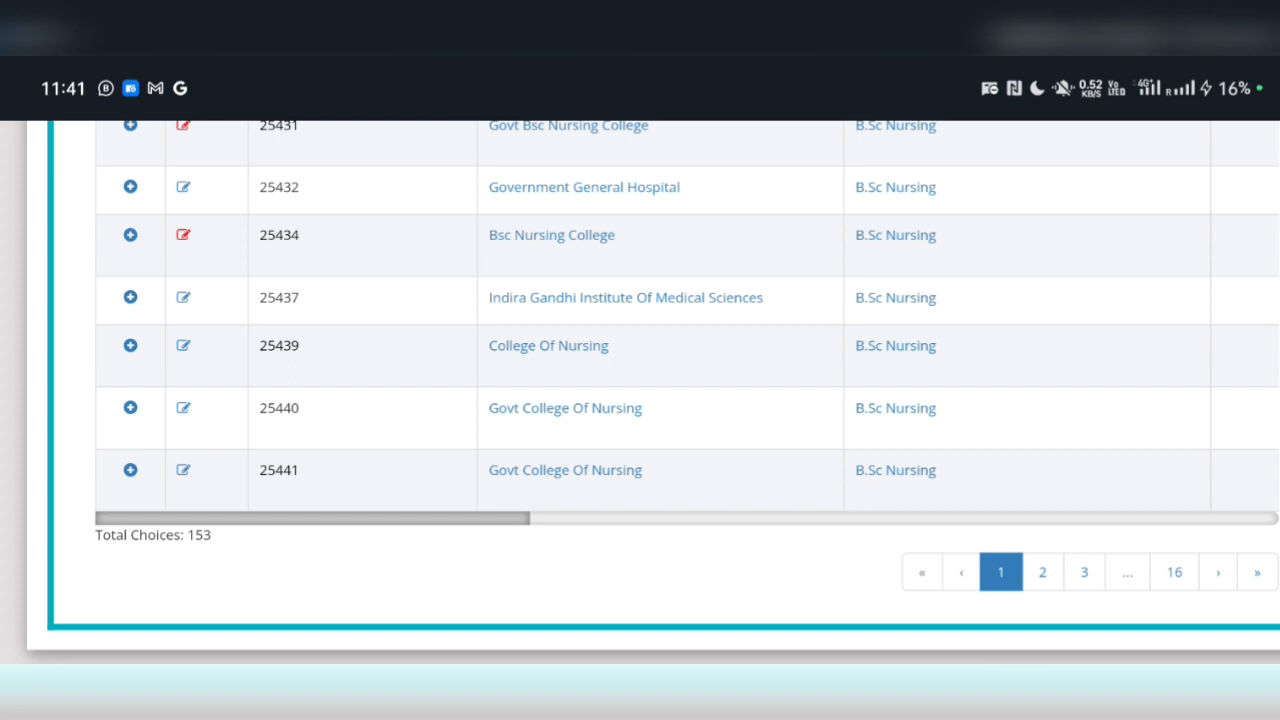 11:41 0.52 KB/S Vo LTED 4G+ R 16%
25431 Govt Bsc Nursing College B.Sc Nursing
25432 Government General Hospital B.Sc Nursing
25434 Bsc Nursing College B.Sc Nursing
25437 Indira Gandhi Institute Of Medical Sciences B.Sc Nursing
25439 College Of Nursing B.Sc Nursing
25440 Govt College Of Nursing B.Sc Nursing
25441 Govt College Of Nursing B.Sc Nursing
Total Choices: 153
« ‹ 1 2 3 ... 16 › »